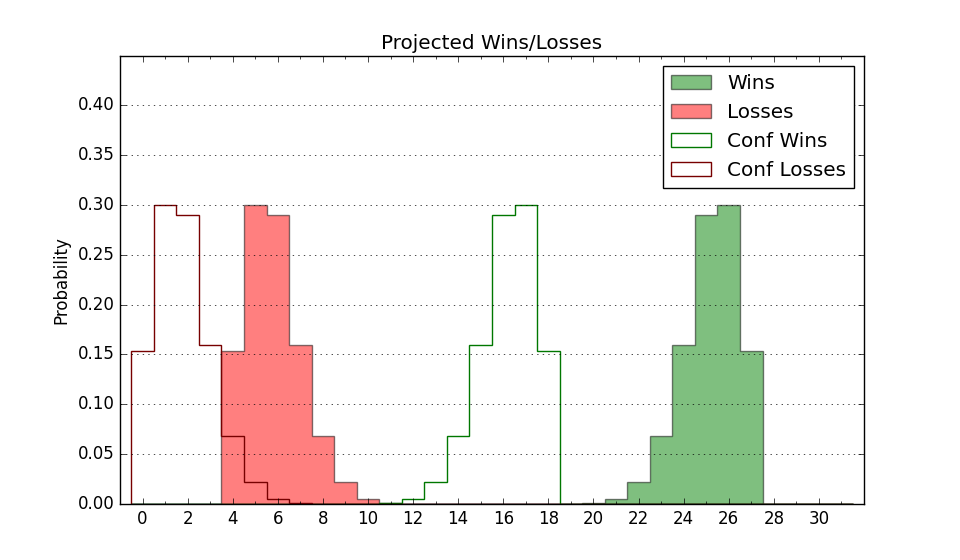 Projected Wins/Losses
Wins
Losses
Conf Wins
Conf Losses
Probability
0.40
0.35
0.30
0.25
0.20
0.15
0.10
0.05
0.00
0 2 4 6 8 10 12 14 16 18 20 22 24 26 28 30